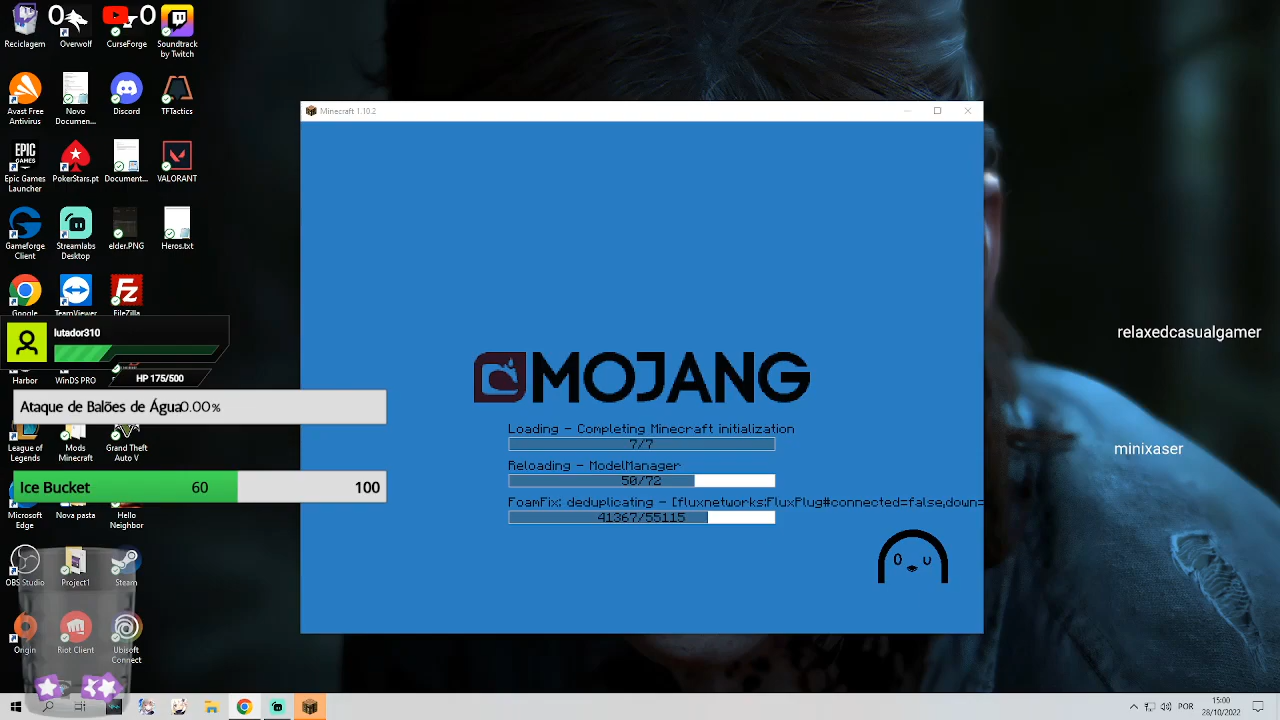 0
0
Reciclagem
Overwolf
CurseForge
Soundtrack
by Twitch
Avast Free
Antivirus
Novo
Documen...
Discord
TFTactics
EPIC
GAMES
Epic Games
Launcher
PokerStars.pt
Document...
VALORANT
Gameforge
Client
Streamlabs
Desktop
elder.PNG
Heros.txt
Google
TeamViewer
FileZilla
lutador310
HP 175/500
Harbor
WinDS PRO
Ataque de Balões de Água0.00%
League of
Legends
Mods
Minecraft
Grand Theft
Auto V
Ice Bucket 60 100
Microsoft
Edge
Nova pasta
Hello
Neighbor
OBS Studio
Project1
Steam
Origin
Riot Client
Ubisoft
Connect
Minecraft 1.10.2
MOJANG
Loading - Completing Minecraft initialization
7/7
Reloading - ModelManager
50/72
FoamFix: deduplicating - [fluxnetworks:FluxPlug#connected=false,down=
41367/55115
relaxedcasualgamer
minixaser
POR
15:00
28/10/2022